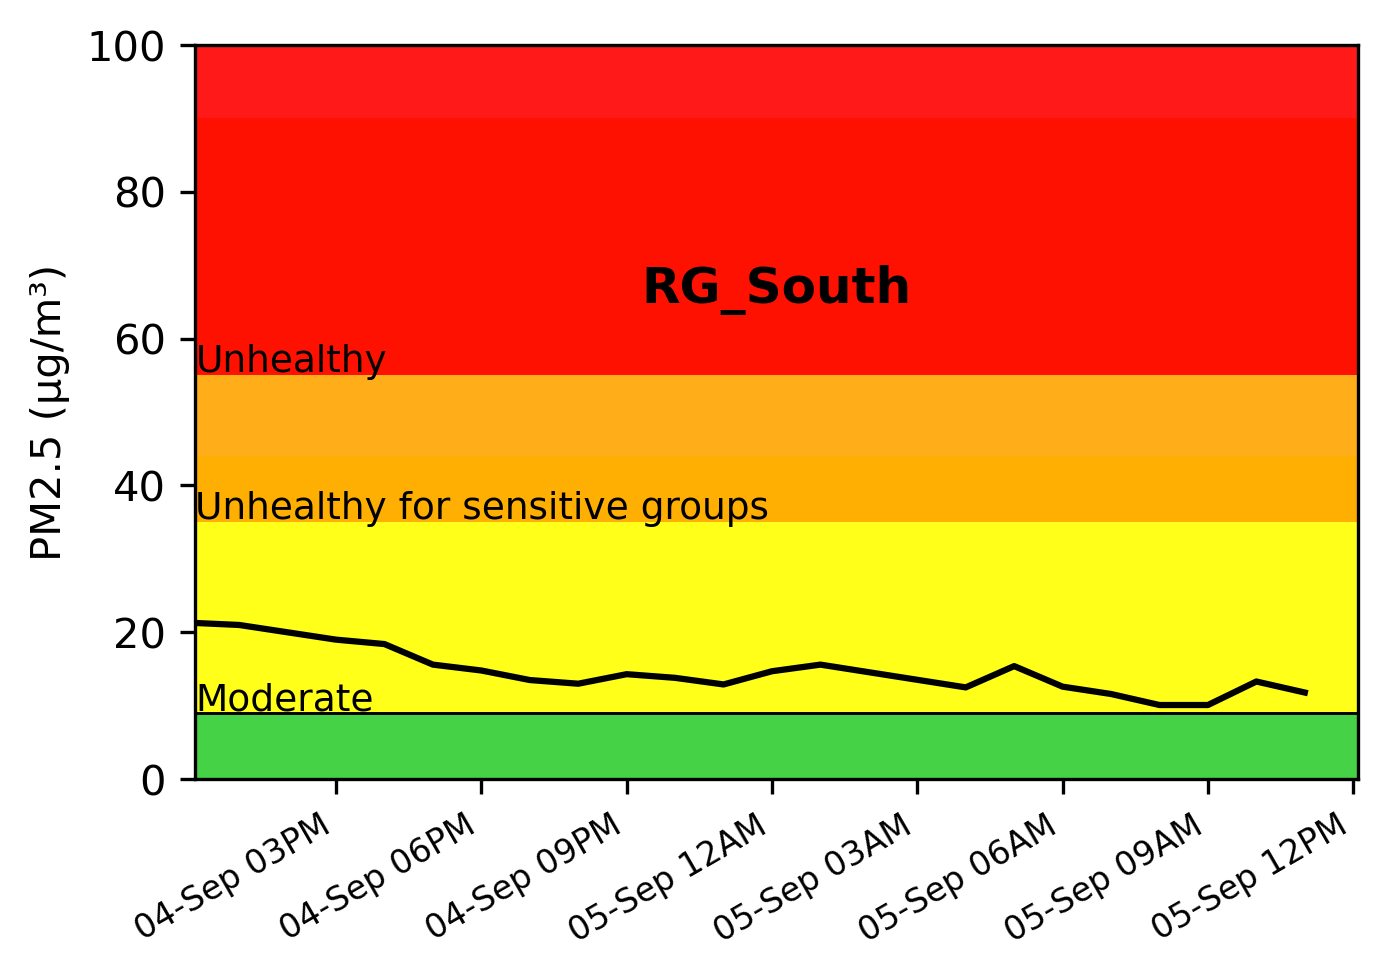 100
80
60
40
20
0
PM2.5 (µg/m³)
RG_South
Unhealthy
Unhealthy for sensitive groups
Moderate
04-Sep 03PM
04-Sep 06PM
04-Sep 09PM
05-Sep 12AM
05-Sep 03AM
05-Sep 06AM
05-Sep 09AM
05-Sep 12PM